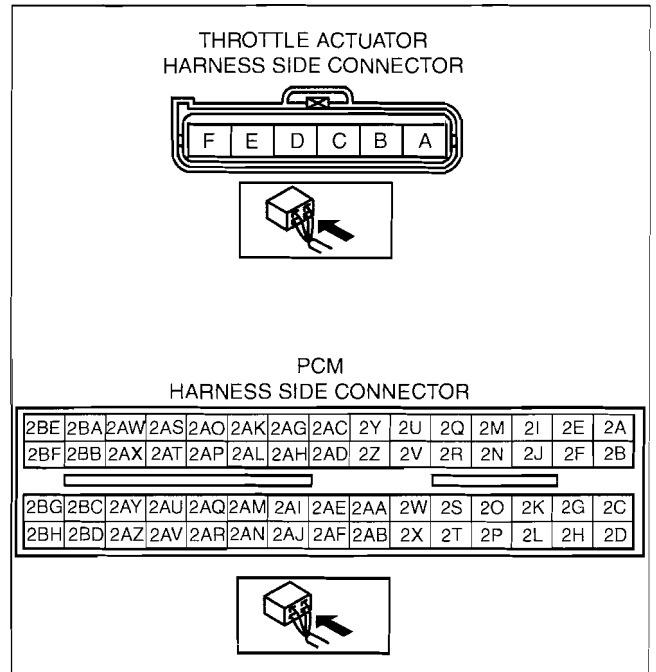 THROTTLE ACTUATOR
HARNESS SIDE CONNECTOR
F E D C B A
PCM
HARNESS SIDE CONNECTOR
2BE 2BA 2AW 2AS 2AO 2AK 2AG 2AC 2Y 2U 2Q 2M 2I 2E 2A
2BF 2BB 2AX 2AT 2AP 2AL 2AH 2AD 2Z 2V 2R 2N 2J 2F 2B
2BG 2BC 2AY 2AU 2AQ 2AM 2AI 2AE 2AA 2W 2S 2O 2K 2G 2C
2BH 2BD 2AZ 2AV 2AR 2AN 2AJ 2AF 2AB 2X 2T 2P 2L 2H 2D